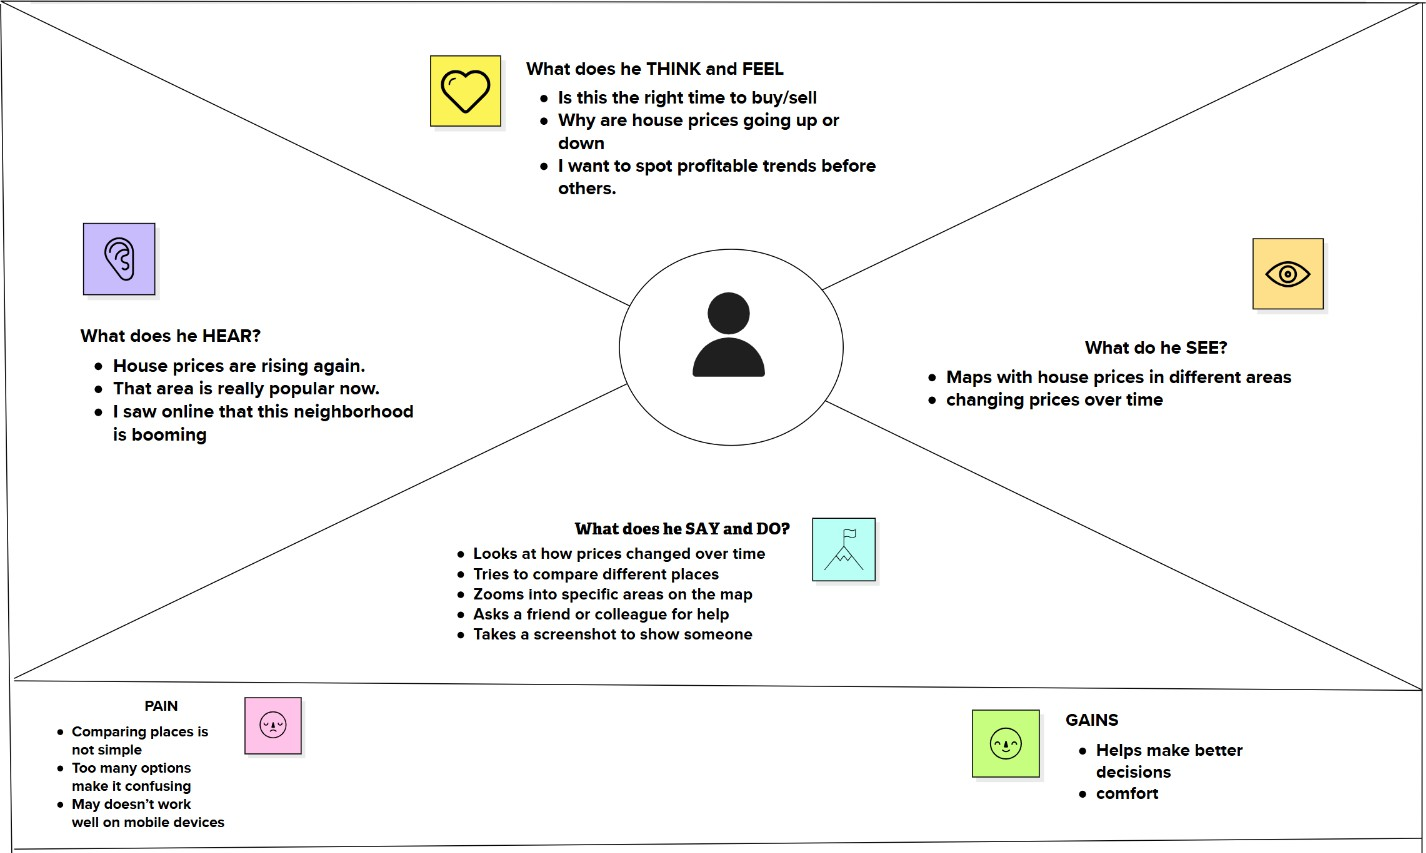 What does he THINK and FEEL
● Is this the right time to buy/sell
● Why are house prices going up or
down
● I want to spot profitable trends before
others.
What does he HEAR?
● House prices are rising again.
● That area is really popular now.
● I saw online that this neighborhood
is booming
What do he SEE?
● Maps with house prices in different areas
● changing prices over time
What does he SAY and DO?
● Looks at how prices changed over time
● Tries to compare different places
● Zooms into specific areas on the map
● Asks a friend or colleague for help
● Takes a screenshot to show someone
PAIN
● Comparing places is
not simple
● Too many options
make it confusing
● May doesn't work
well on mobile devices
GAINS
● Helps make better
decisions
● comfort